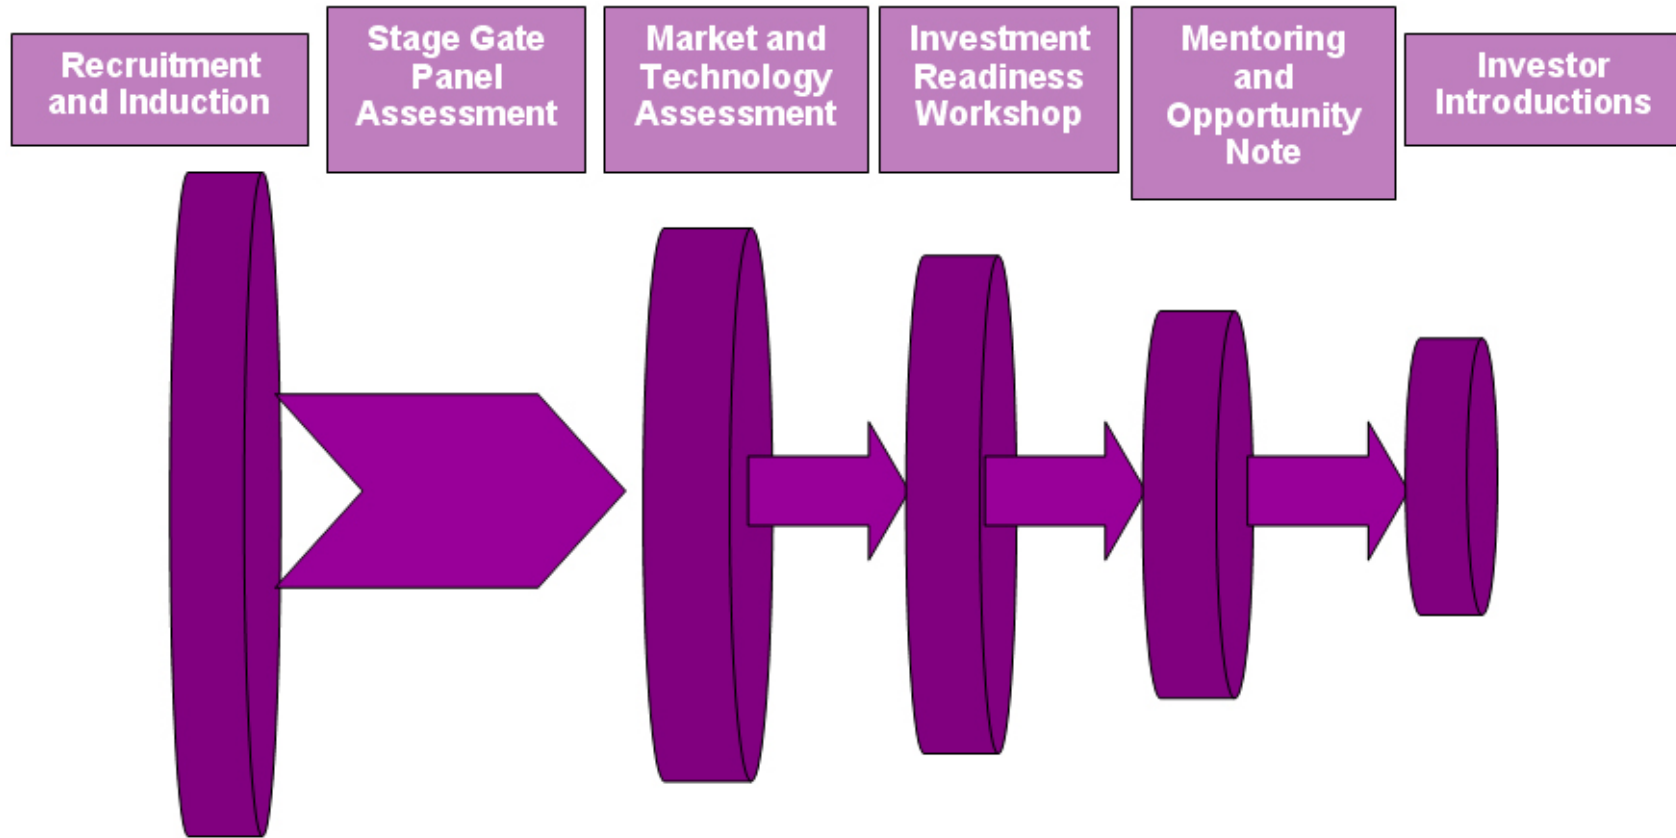 Recruitment
and Induction
Stage Gate
Panel
Assessment
Market and
Technology
Assessment
Investment
Readiness
Workshop
Mentoring
and
Opportunity
Note
Investor
Introductions